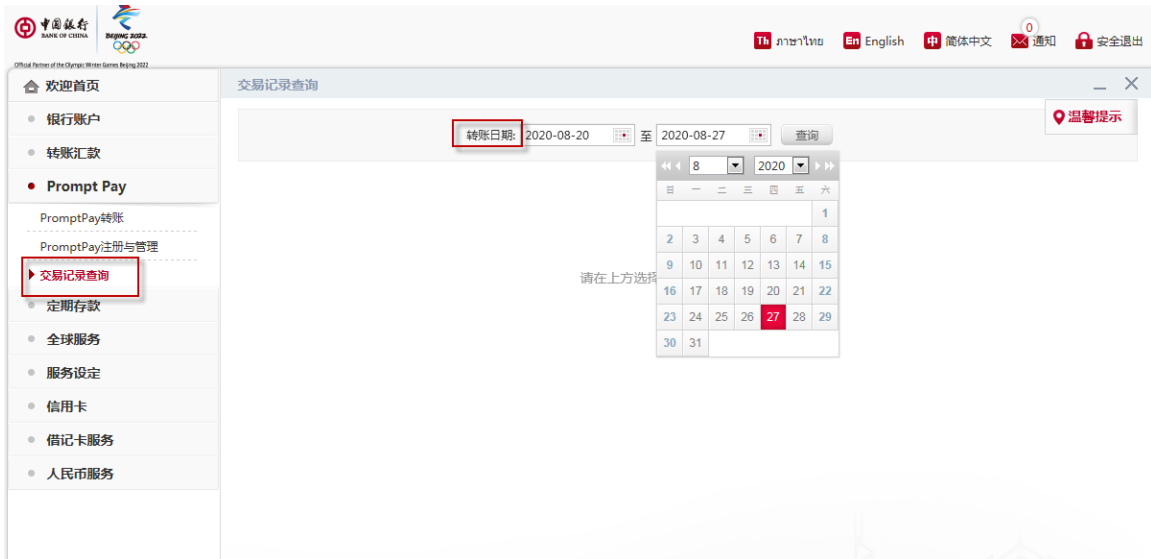 中国银行
BANK OF CHINA
BEIJING 2022
Official Partner of the Olympic Winter Games Beijing 2022
Th ภาษาไทย
En English
中 简体中文
0
通知
安全退出
欢迎首页
银行账户
转账汇款
Prompt Pay
PromptPay转账
PromptPay注册与管理
交易记录查询
定期存款
全球服务
服务设定
信用卡
借记卡服务
人民币服务
交易记录查询
温馨提示
转账日期: 2020-08-20 至 2020-08-27 查询
8 2020
日 一 二 三 四 五 六
1
2 3 4 5 6 7 8
9 10 11 12 13 14 15
16 17 18 19 20 21 22
23 24 25 26 27 28 29
30 31
请在上方选择